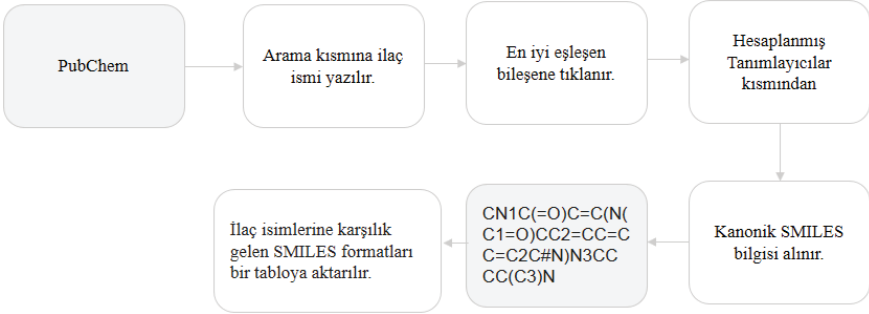 PubChem
Arama kısmına ilaç
ismi yazılır.
En iyi eşleşen
bileşene tıklanır.
Hesaplanmış
Tanımlayıcılar
kısmından
Kanonik SMILES
bilgisi alınır.
CN1C(=O)C=C(N(
C1=O)CC2=CC=C
C=C2C#N)N3CC
CC(C3)N
İlaç isimlerine karşılık
gelen SMILES formatları
bir tabloya aktarılır.